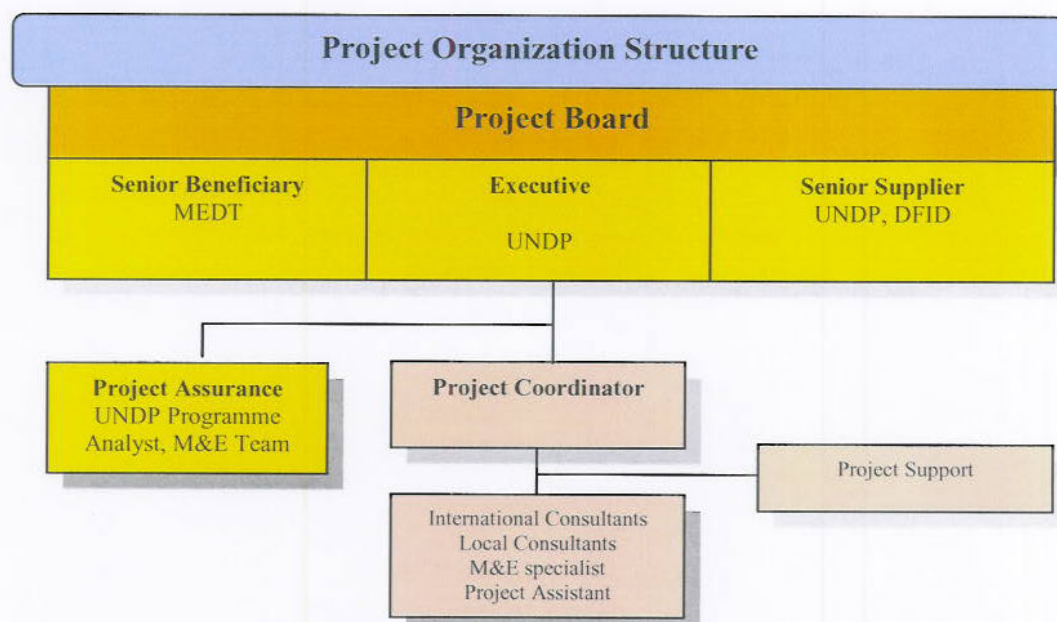 Project Organization Structure
Project Board
Senior Beneficiary
MEDT
Executive
UNDP
Senior Supplier
UNDP, DFID
Project Assurance
UNDP Programme
Analyst, M&E Team
Project Coordinator
Project Support
International Consultants
Local Consultants
M&E specialist
Project Assistant